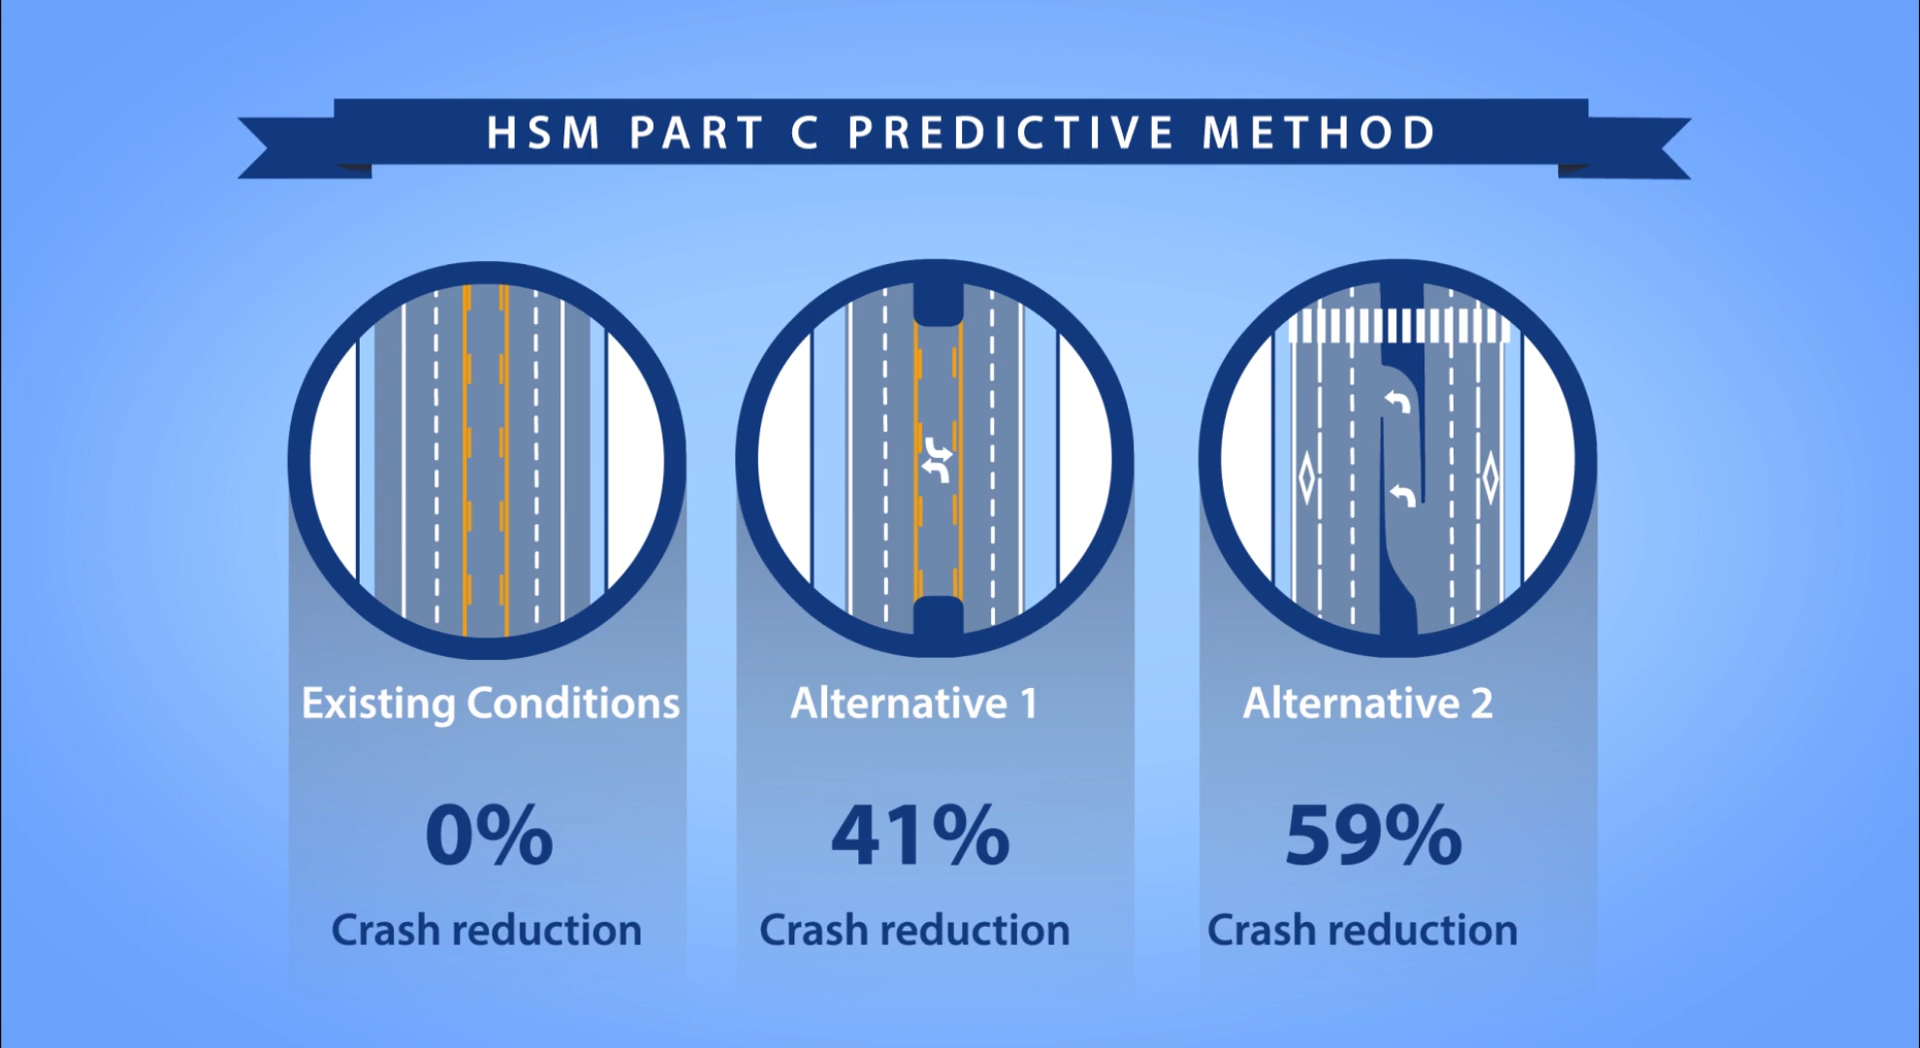 HSM PART C PREDICTIVE METHOD
Existing Conditions
0%
Crash reduction
Alternative 1
41%
Crash reduction
Alternative 2
59%
Crash reduction